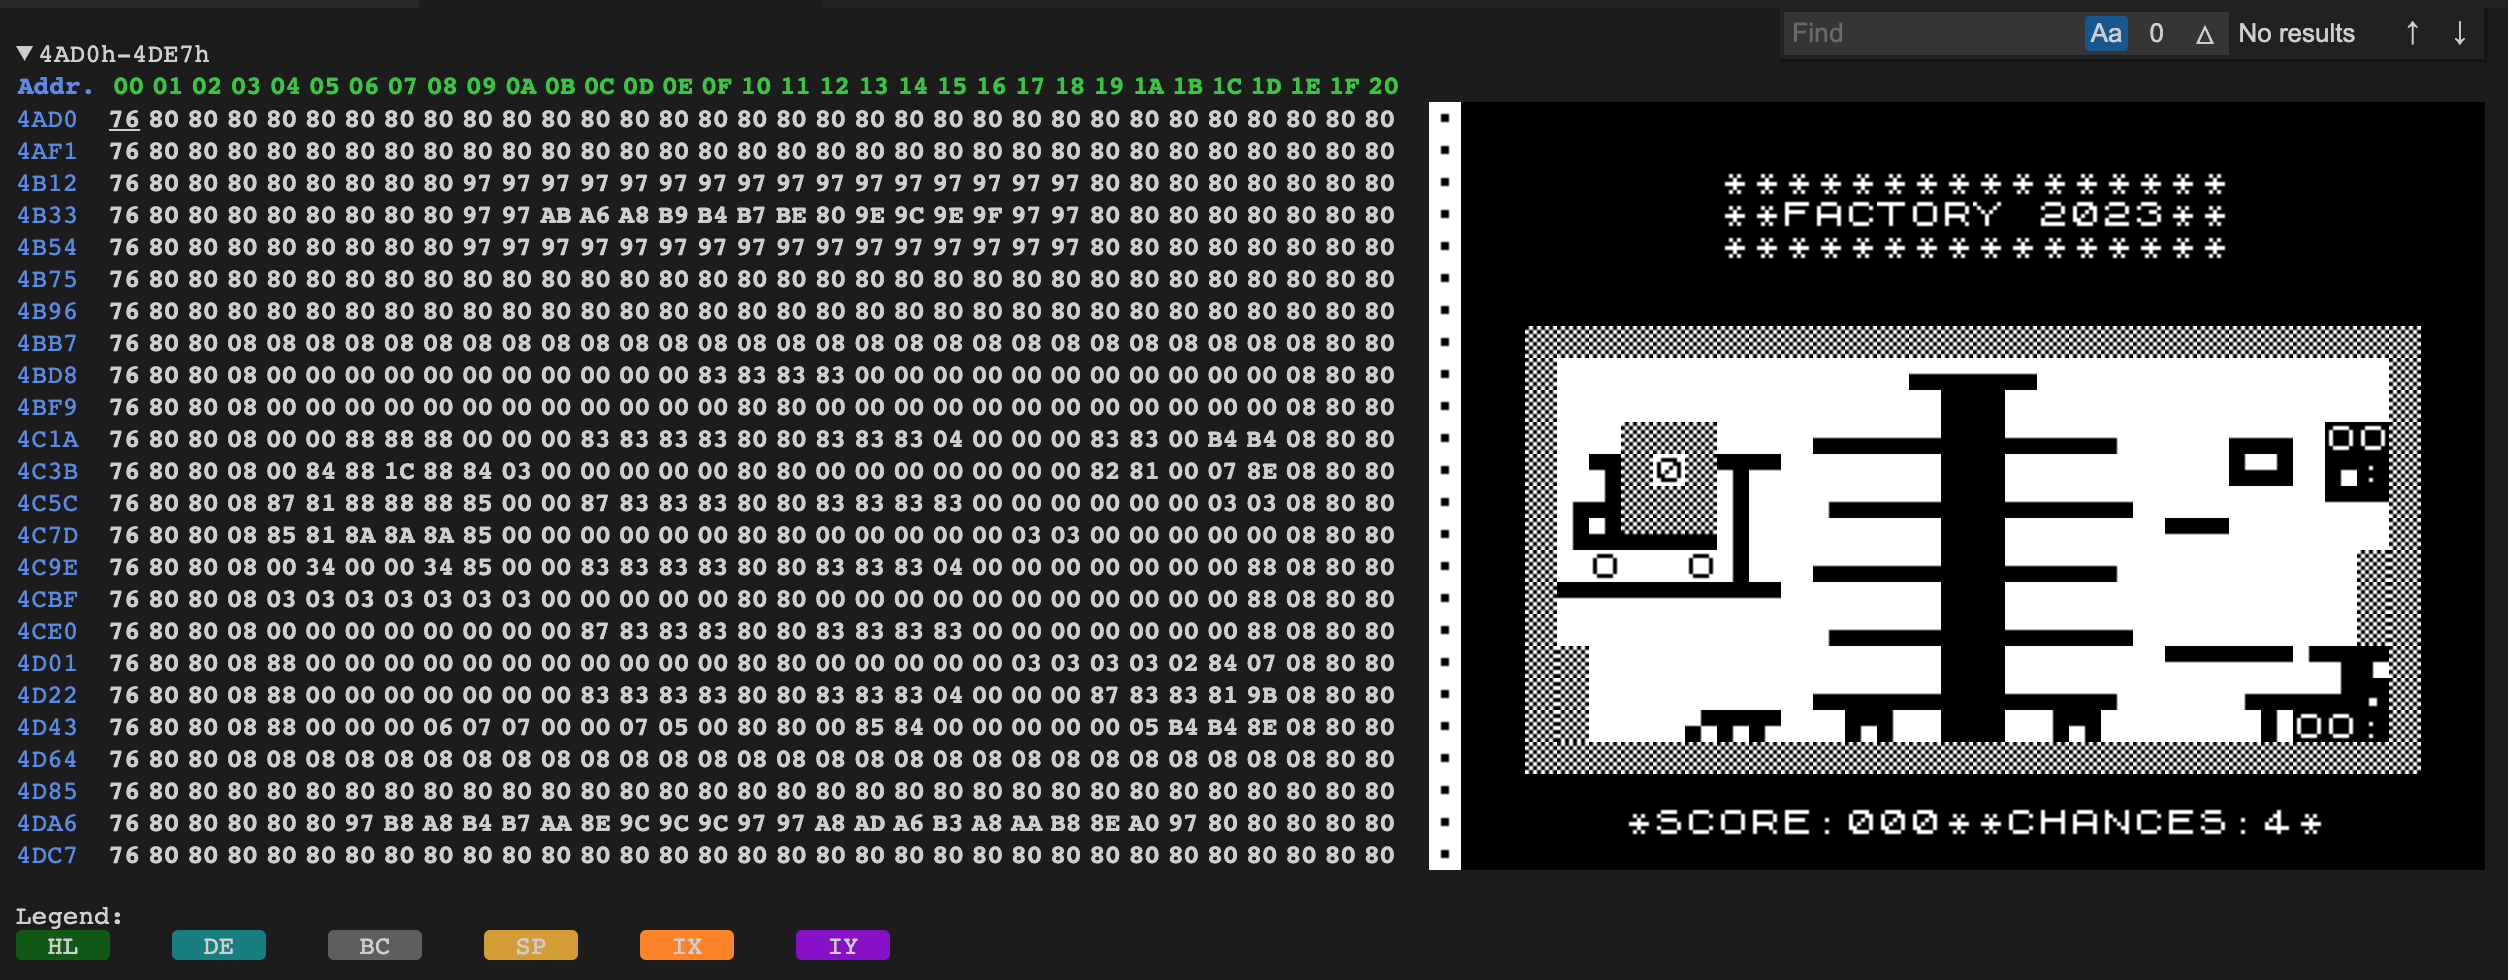 ▼4AD0h-4DE7h
Find Aa 0 △ No results ↑ ↓
Addr. 00 01 02 03 04 05 06 07 08 09 0A 0B 0C 0D 0E 0F 10 11 12 13 14 15 16 17 18 19 1A 1B 1C 1D 1E 1F 20
4AD0 76 80 80 80 80 80 80 80 80 80 80 80 80 80 80 80 80 80 80 80 80 80 80 80 80 80 80 80 80 80 80 80 80
4AF1 76 80 80 80 80 80 80 80 80 80 80 80 80 80 80 80 80 80 80 80 80 80 80 80 80 80 80 80 80 80 80 80 80
4B12 76 80 80 80 80 80 80 80 80 97 97 97 97 97 97 97 97 97 97 97 97 97 97 97 97 80 80 80 80 80 80 80 80
4B33 76 80 80 80 80 80 80 80 80 97 97 AB A6 A8 B9 B4 B7 BE 80 9E 9C 9E 9F 97 97 80 80 80 80 80 80 80 80
4B54 76 80 80 80 80 80 80 80 80 97 97 97 97 97 97 97 97 97 97 97 97 97 97 97 97 80 80 80 80 80 80 80 80
4B75 76 80 80 80 80 80 80 80 80 80 80 80 80 80 80 80 80 80 80 80 80 80 80 80 80 80 80 80 80 80 80 80 80
4B96 76 80 80 80 80 80 80 80 80 80 80 80 80 80 80 80 80 80 80 80 80 80 80 80 80 80 80 80 80 80 80 80 80
4BB7 76 80 80 08 08 08 08 08 08 08 08 08 08 08 08 08 08 08 08 08 08 08 08 08 08 08 08 08 08 08 08 80 80
4BD8 76 80 80 08 00 00 00 00 00 00 00 00 00 00 00 83 83 83 83 00 00 00 00 00 00 00 00 00 00 00 08 80 80
4BF9 76 80 80 08 00 00 00 00 00 00 00 00 00 00 00 00 80 80 00 00 00 00 00 00 00 00 00 00 00 00 08 80 80
4C1A 76 80 80 08 00 00 88 88 88 00 00 00 83 83 83 83 80 80 83 83 83 04 00 00 00 83 83 00 B4 B4 08 80 80
4C3B 76 80 80 08 00 84 88 1C 88 84 03 00 00 00 00 00 80 80 00 00 00 00 00 00 00 82 81 00 07 8E 08 80 80
4C5C 76 80 80 08 87 81 88 88 88 85 00 00 87 83 83 83 80 80 83 83 83 83 00 00 00 00 00 00 03 03 08 80 80
4C7D 76 80 80 08 85 81 8A 8A 8A 85 00 00 00 00 00 00 80 80 00 00 00 00 00 03 03 00 00 00 00 00 08 80 80
4C9E 76 80 80 08 00 34 00 00 34 85 00 00 83 83 83 83 80 80 83 83 83 04 00 00 00 00 00 00 00 88 08 80 80
4CBF 76 80 80 08 03 03 03 03 03 03 03 00 00 00 00 00 80 80 00 00 00 00 00 00 00 00 00 00 00 88 08 80 80
4CE0 76 80 80 08 00 00 00 00 00 00 00 00 87 83 83 83 80 80 83 83 83 83 00 00 00 00 00 00 00 88 08 80 80
4D01 76 80 80 08 88 00 00 00 00 00 00 00 00 00 00 00 80 80 00 00 00 00 00 03 03 03 03 02 84 07 08 80 80
4D22 76 80 80 08 88 00 00 00 00 00 00 00 83 83 83 83 80 80 83 83 83 04 00 00 00 87 83 83 81 9B 08 80 80
4D43 76 80 80 08 88 00 00 00 06 07 07 00 00 07 05 00 80 80 00 85 84 00 00 00 00 00 00 05 B4 B4 8E 08 80 80
4D64 76 80 80 08 08 08 08 08 08 08 08 08 08 08 08 08 08 08 08 08 08 08 08 08 08 08 08 08 08 08 08 80 80
4D85 76 80 80 80 80 80 80 80 80 80 80 80 80 80 80 80 80 80 80 80 80 80 80 80 80 80 80 80 80 80 80 80 80
4DA6 76 80 80 80 80 80 97 B8 A8 B4 B7 AA 8E 9C 9C 9C 97 97 A8 AD A6 B3 A8 AA B8 8E A0 97 80 80 80 80 80
4DC7 76 80 80 80 80 80 80 80 80 80 80 80 80 80 80 80 80 80 80 80 80 80 80 80 80 80 80 80 80 80 80 80 80
****************
**FACTORY 2023**
****************
OO
0
:
O O
OO:
*SCORE:000**CHANCES:4*
Legend:
HL DE BC SP IX IY